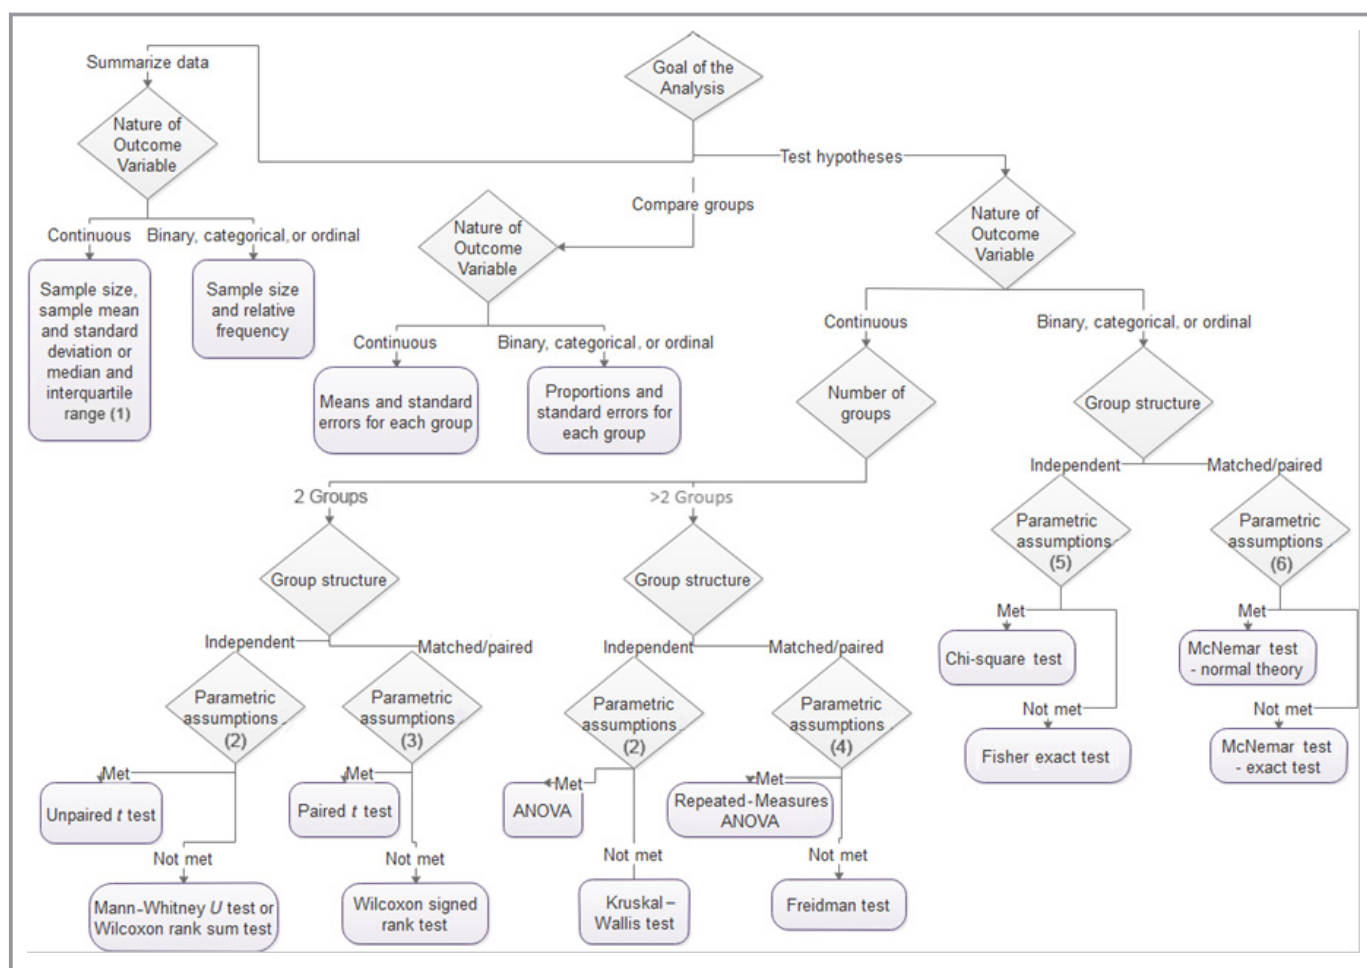 Goal of the
Analysis
Summarize data
Nature of
Outcome
Variable
Continuous
Binary, categorical, or ordinal
Sample size,
sample mean
and standard
deviation or
median and
interquartile
range (1)
Sample size
and relative
frequency
Compare groups
Nature of
Outcome
Variable
Continuous
Binary, categorical, or ordinal
Means and standard
errors for each group
Proportions and
standard errors for
each group
Test hypotheses
Nature of
Outcome
Variable
Continuous
Binary, categorical, or ordinal
Number of
groups
Group structure
2 Groups
>2 Groups
Group structure
Independent
Matched/paired
Parametric
assumptions
(2)
Met
Unpaired t test
Not met
Mann-Whitney U test or
Wilcoxon rank sum test
Parametric
assumptions
(3)
Met
Paired t test
Not met
Wilcoxon signed
rank test
Group structure
Independent
Matched/paired
Parametric
assumptions
(2)
Met
ANOVA
Not met
Kruskal–
Wallis test
Parametric
assumptions
(4)
Met
Repeated-Measures
ANOVA
Not met
Freidman test
Independent
Matched/paired
Parametric
assumptions
(5)
Met
Chi-square test
Not met
Fisher exact test
Parametric
assumptions
(6)
Met
McNemar test
- normal theory
Not met
McNemar test
- exact test